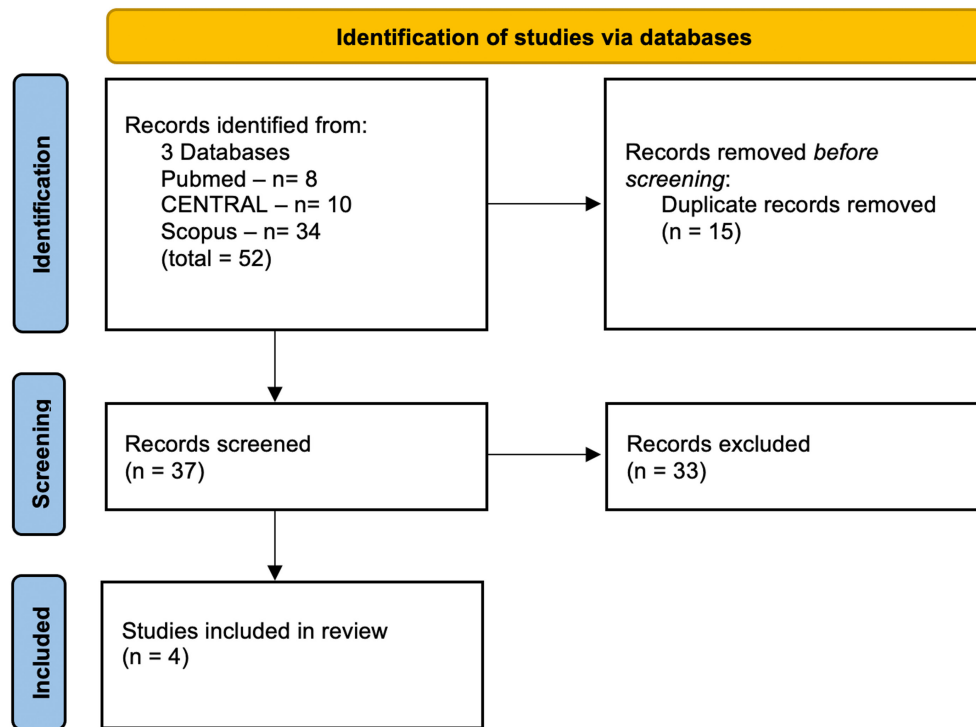 Identification of studies via databases
Identification
Records identified from:
3 Databases
Pubmed – n= 8
CENTRAL – n= 10
Scopus – n= 34
(total = 52)
Records removed before
screening:
Duplicate records removed
(n = 15)
Screening
Records screened
(n = 37)
Records excluded
(n = 33)
Included
Studies included in review
(n = 4)